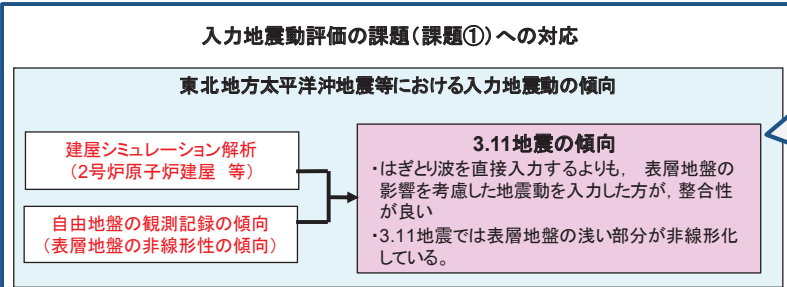 入力地震動評価の課題(課題①)への対応
東北地方太平洋沖地震等における入力地震動の傾向
建屋シミュレーション解析
(2号炉原子炉建屋 等)
自由地盤の観測記録の傾向
(表層地盤の非線形性の傾向)
3.11地震の傾向
・はぎとり波を直接入力するよりも, 表層地盤の
影響を考慮した地震動を入力した方が, 整合性
が良い
・3.11地震では表層地盤の浅い部分が非線形化
している。